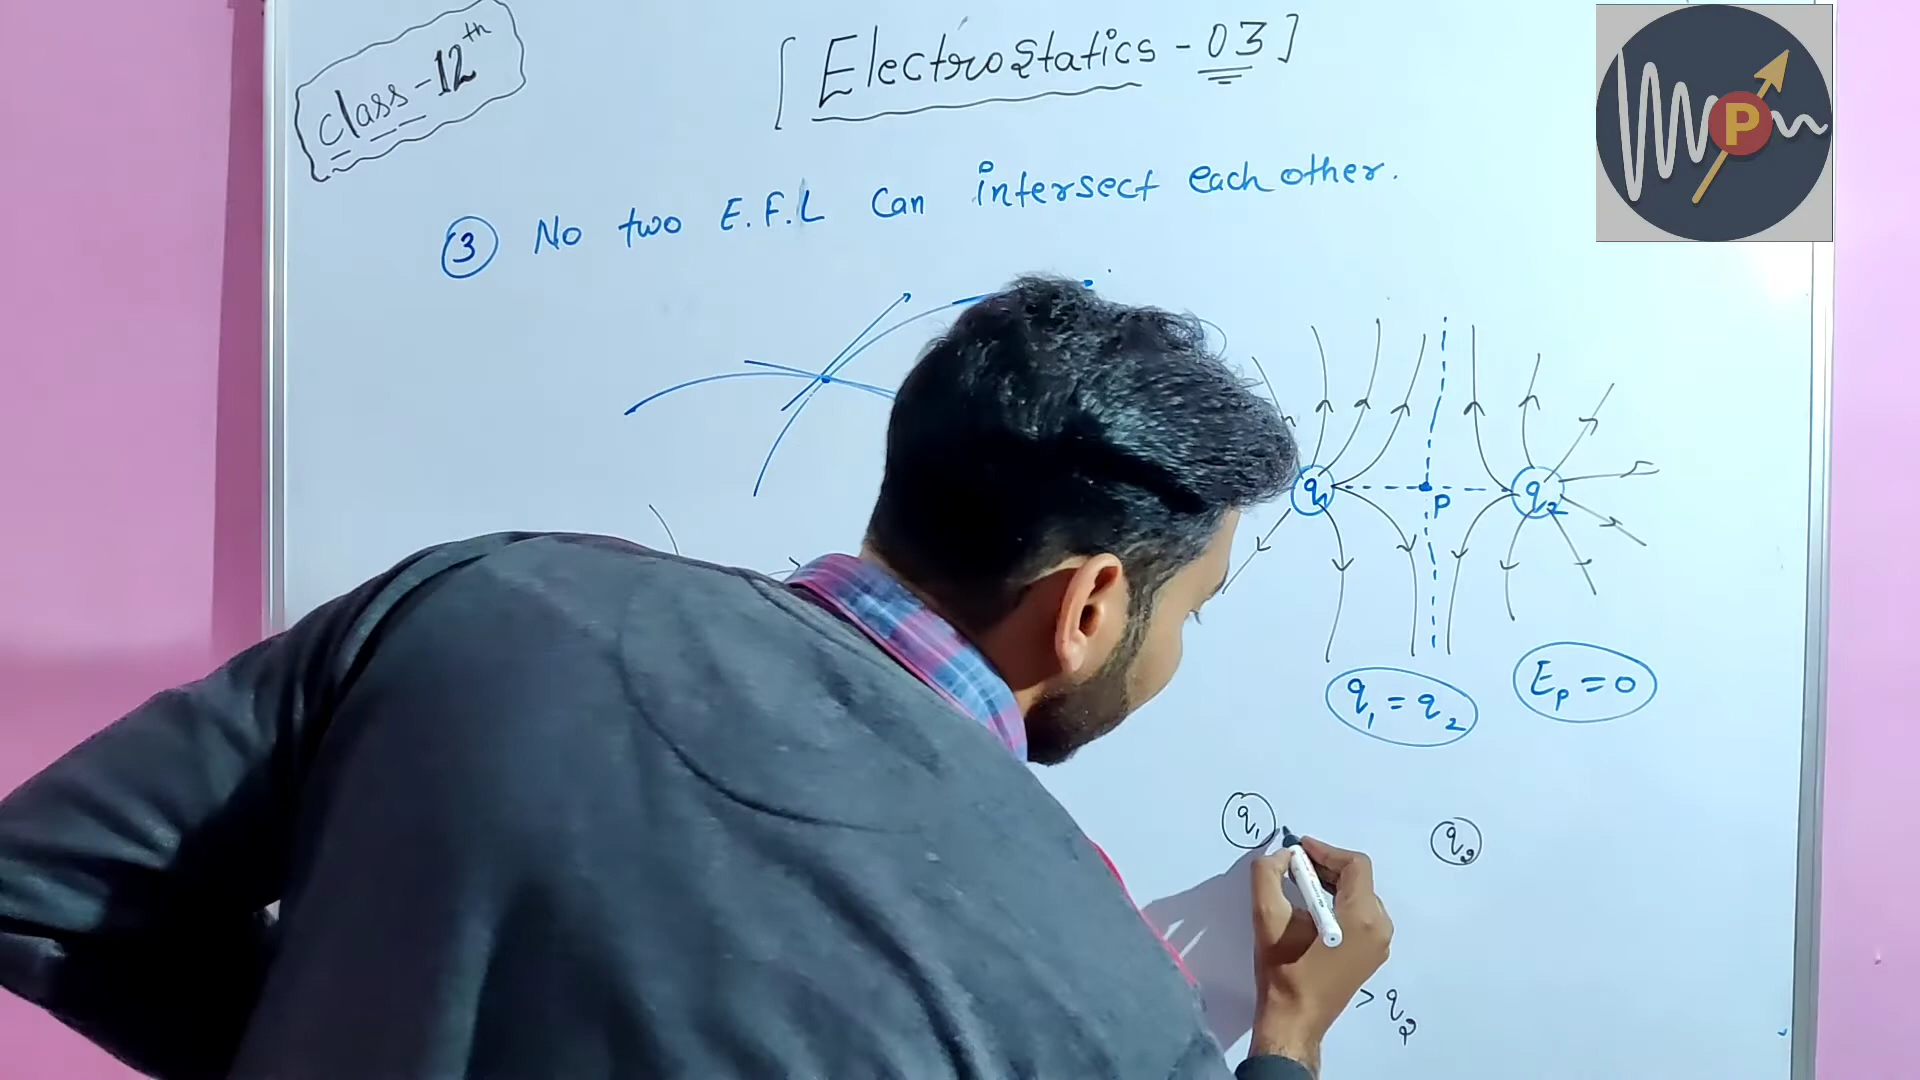 class-12th
[Electrostatics-03]
③ No two E.F.L Can intersect each other.
q1
P
q2
q1 = q2
Ep = 0
q1
q2
> q2
P